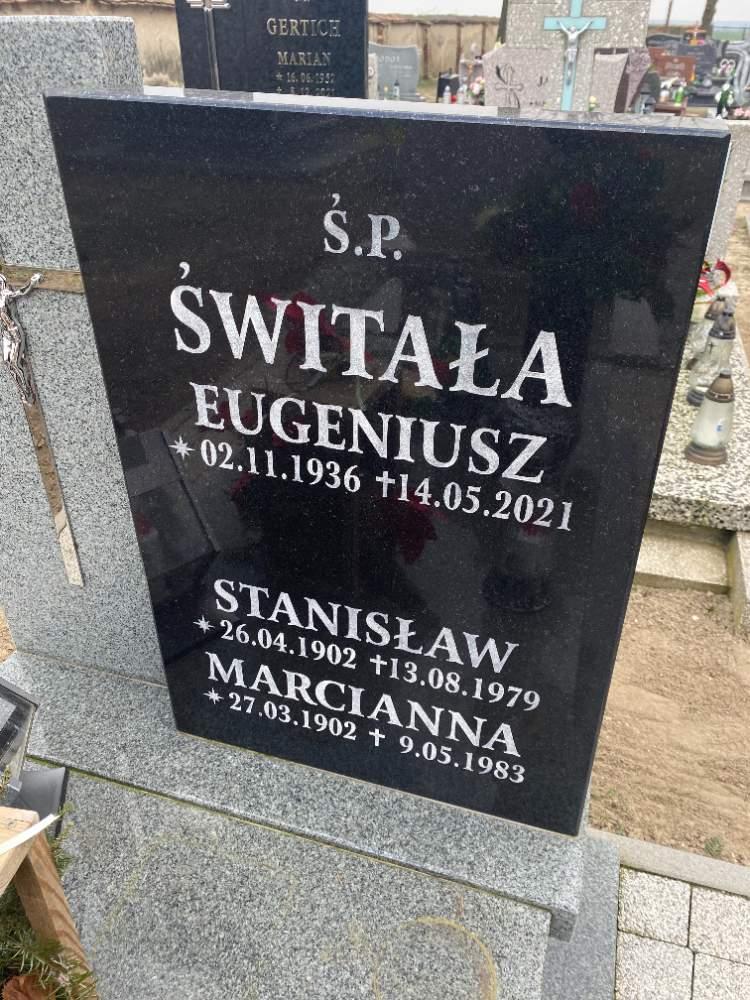 GERTICH
MARIAN
Ś.P.
ŚWITAŁA
EUGENIUSZ
* 02.11.1936 †14.05.2021
STANISŁAW
* 26.04.1902 †13.08.1979
MARCIANNA
* 27.03.1902 † 9.05.1983